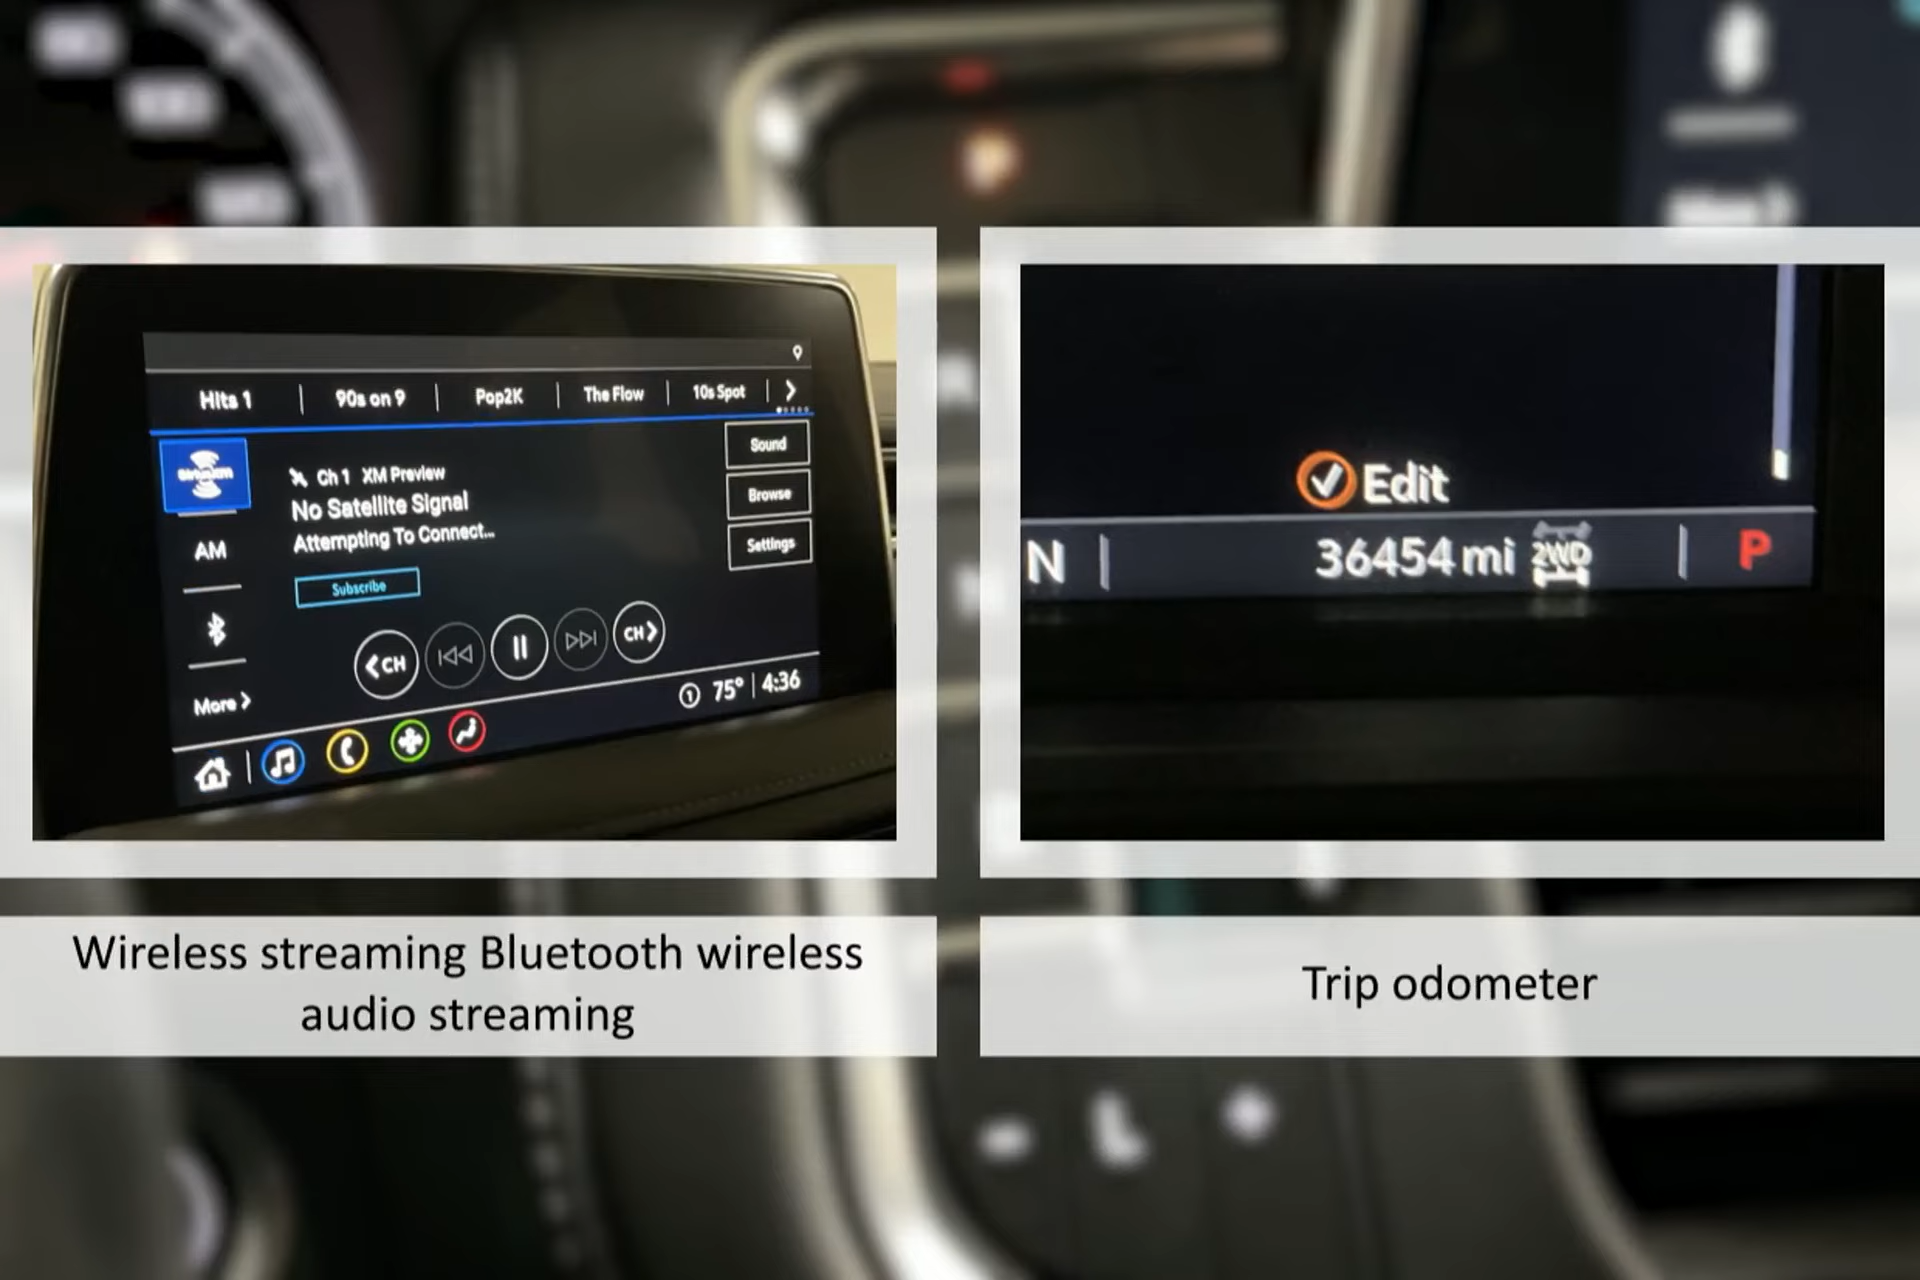 Hits 1 90s on 9 Pop2K The Flow 10s Spot
Sound
siriusxm
Ch 1 XM Preview
No Satellite Signal
Browse
Attempting To Connect...
AM
Settings
Subscribe
<CH
CH>
More >
1 75° 4:36
Edit
N 36454 mi 2WD P
Wireless streaming Bluetooth wireless
audio streaming
Trip odometer